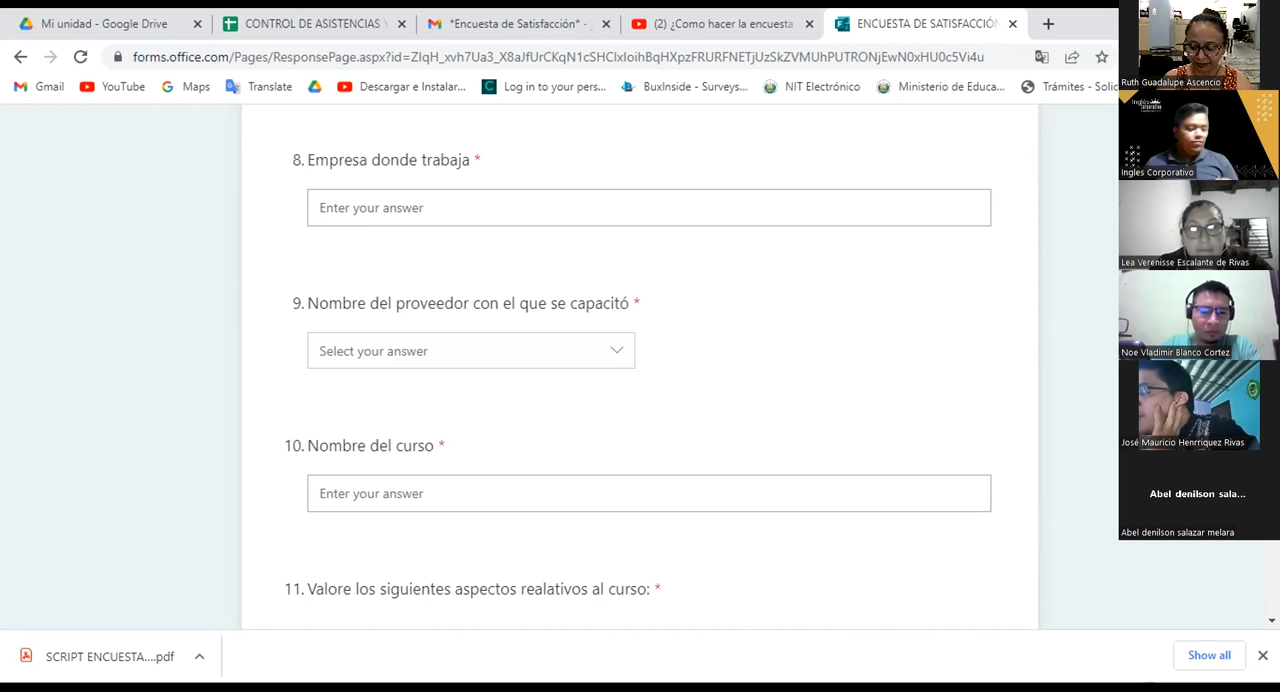 Mi unidad - Google Drive
CONTROL DE ASISTENCIAS
*Encuesta de Satisfacción* -
(2) ¿Como hacer la encuesta
ENCUESTA DE SATISFACCIÓN
forms.office.com/Pages/ResponsePage.aspx?id=
Gmail
YouTube
Maps
Translate
Descargar e Instalar...
Log in to your pers...
BuxInside - Surveys...
NIT Electrónico
Ministerio de Educa...
Trámites - Solic
8. Empresa donde trabaja *
Enter your answer
9. Nombre del proveedor con el que se capacitó *
Select your answer
10. Nombre del curso *
Enter your answer
11. Valore los siguientes aspectos realativos al curso: *
SCRIPT ENCUESTA....pdf
Show all
Ruth Guadalupe Ascencio
Ingles Corporativo
Lea Verenisse Escalante de Rivas
Noe Vladimir Blanco Cortez
José Mauricio Henrriquez Rivas
Abel denilson sala...
Abel denilson salazar melara